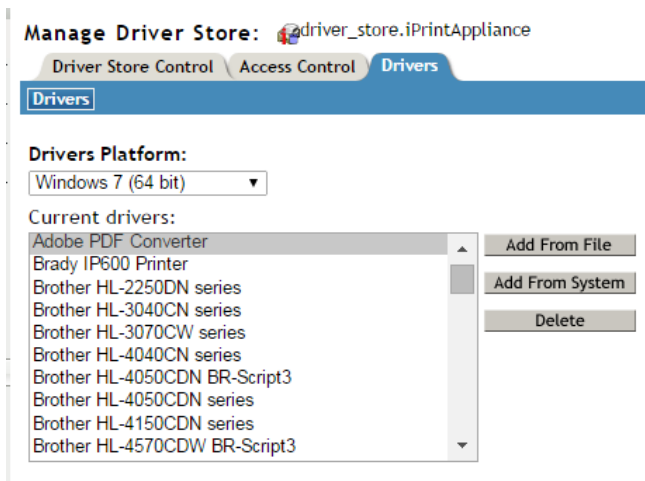 Manage Driver Store: driver_store.iPrintAppliance
Driver Store Control Access Control Drivers
Drivers
Drivers Platform:
Windows 7 (64 bit)
Current drivers:
Adobe PDF Converter
Brady IP600 Printer
Brother HL-2250DN series
Brother HL-3040CN series
Brother HL-3070CW series
Brother HL-4040CN series
Brother HL-4050CDN BR-Script3
Brother HL-4050CDN series
Brother HL-4150CDN series
Brother HL-4570CDW BR-Script3
Add From File
Add From System
Delete